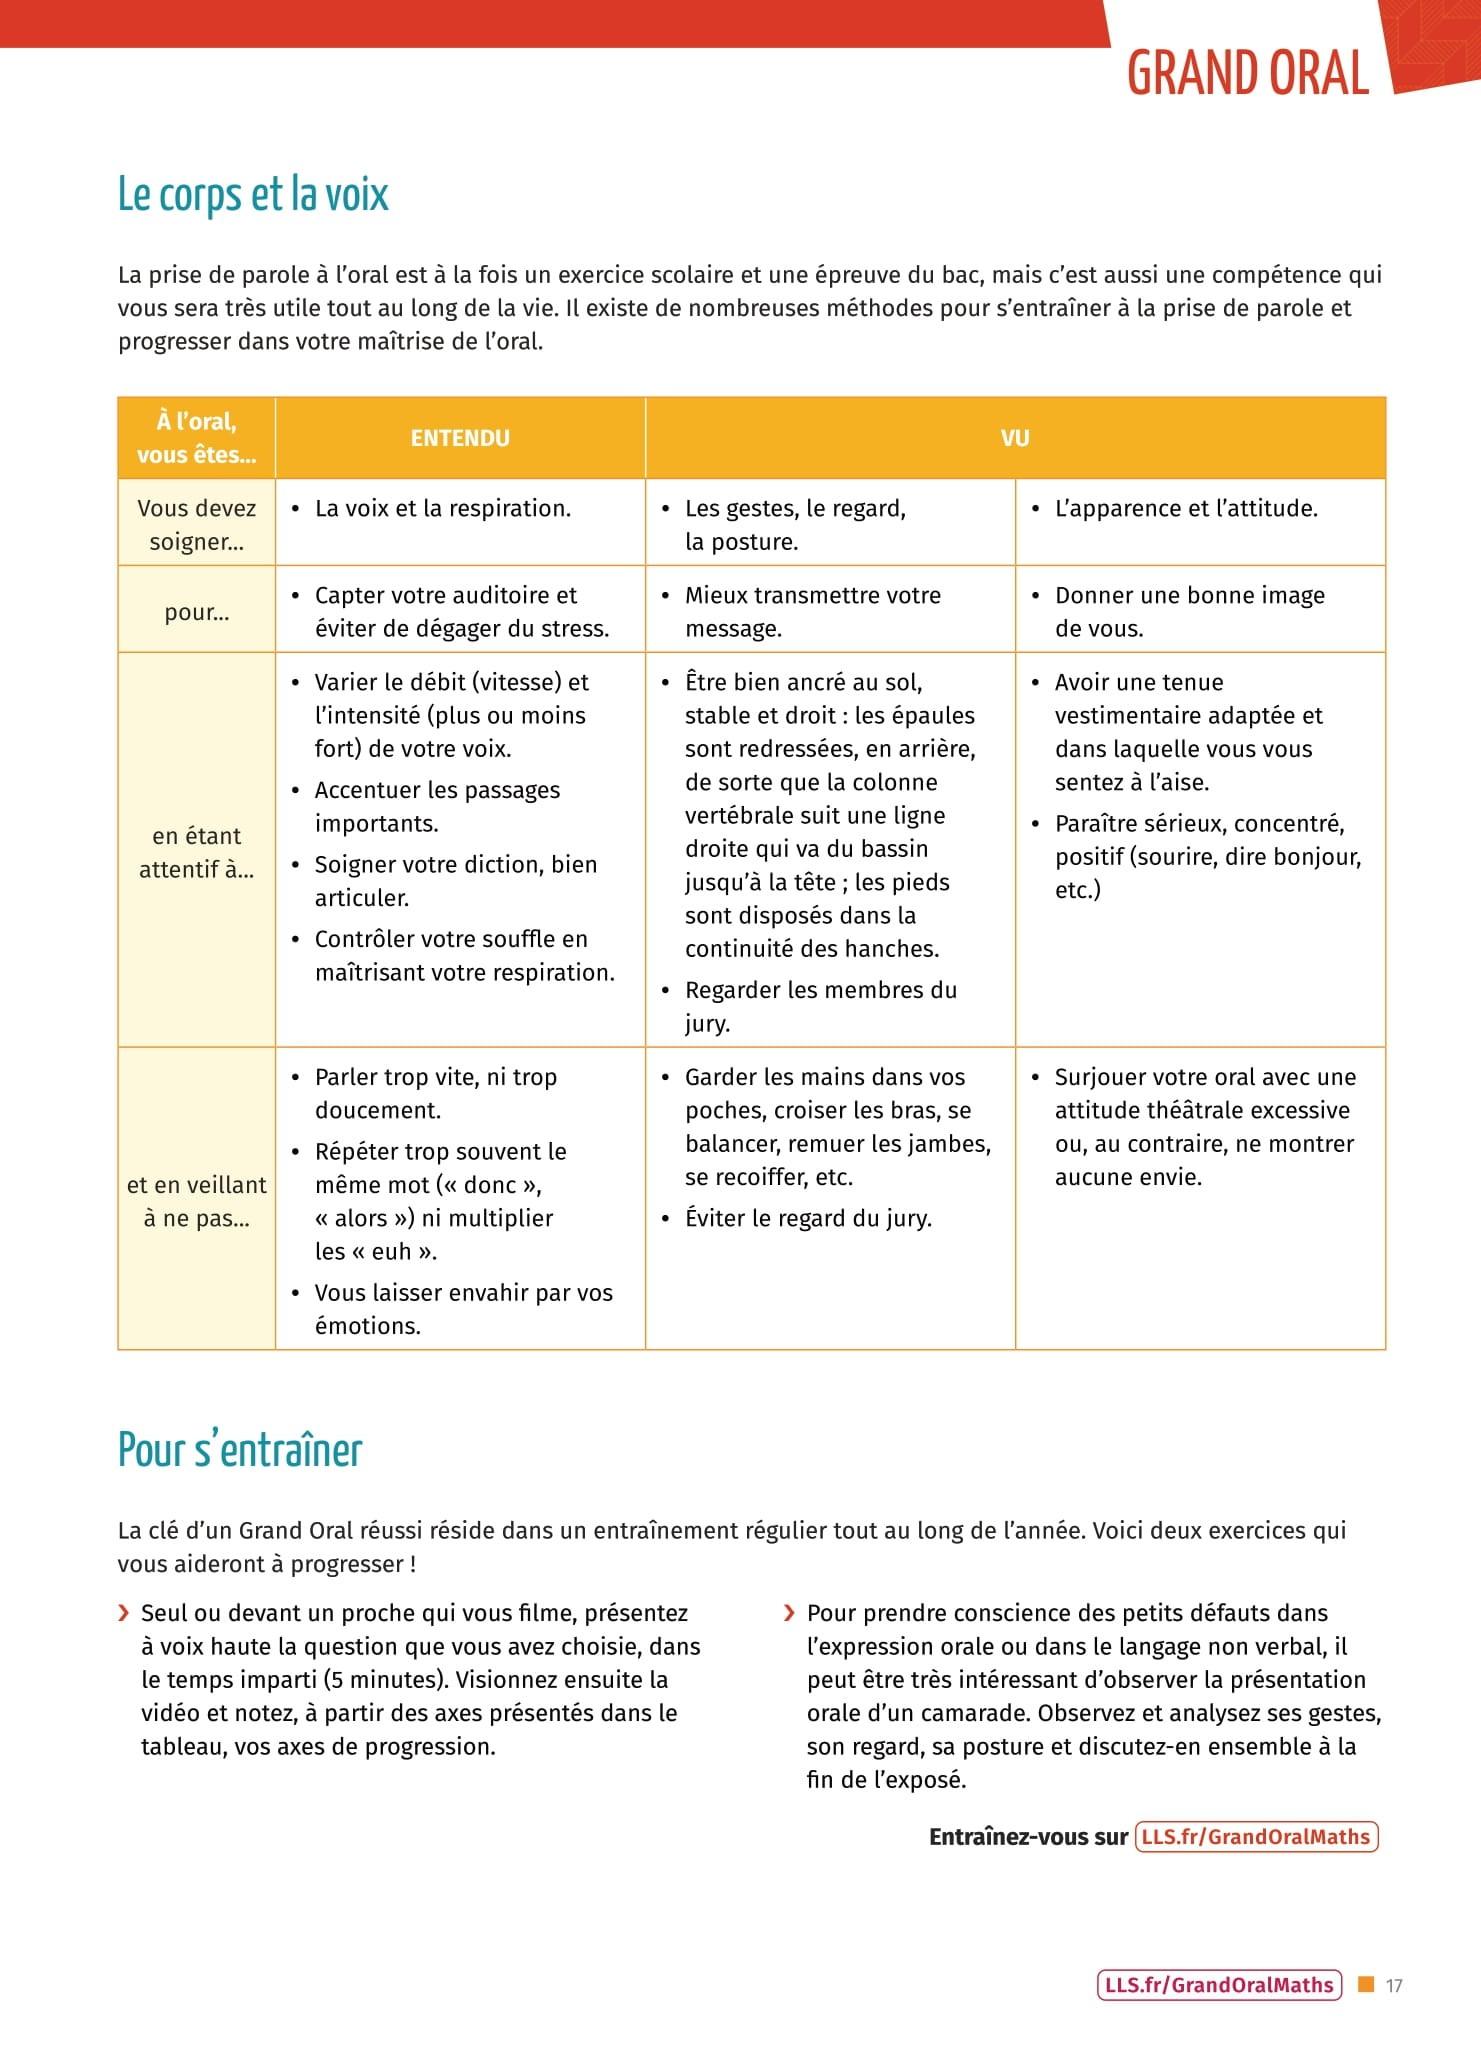 GRAND ORAL
Le corps et la voix
La prise de parole à l’oral est à la fois un exercice scolaire et une épreuve du bac, mais c’est aussi une compétence qui
vous sera très utile tout au long de la vie. Il existe de nombreuses méthodes pour s’entraîner à la prise de parole et
progresser dans votre maîtrise de l’oral.
À l’oral,
vous êtes...
ENTENDU
VU
Vous devez
soigner...
• La voix et la respiration.
• Les gestes, le regard,
la posture.
• L’apparence et l’attitude.
pour...
• Capter votre auditoire et
éviter de dégager du stress.
• Mieux transmettre votre
message.
• Donner une bonne image
de vous.
en étant
attentif à...
• Varier le débit (vitesse) et
l’intensité (plus ou moins
fort) de votre voix.
• Accentuer les passages
importants.
• Soigner votre diction, bien
articuler.
• Contrôler votre souffle en
maîtrisant votre respiration.
• Être bien ancré au sol,
stable et droit : les épaules
sont redressées, en arrière,
de sorte que la colonne
vertébrale suit une ligne
droite qui va du bassin
jusqu’à la tête ; les pieds
sont disposés dans la
continuité des hanches.
• Regarder les membres du
jury.
• Avoir une tenue
vestimentaire adaptée et
dans laquelle vous vous
sentez à l’aise.
• Paraître sérieux, concentré,
positif (sourire, dire bonjour,
etc.)
et en veillant
à ne pas...
• Parler trop vite, ni trop
doucement.
• Répéter trop souvent le
même mot (« donc »,
« alors ») ni multiplier
les « euh ».
• Vous laisser envahir par vos
émotions.
• Garder les mains dans vos
poches, croiser les bras, se
balancer, remuer les jambes,
se recoiffer, etc.
• Éviter le regard du jury.
• Surjouer votre oral avec une
attitude théâtrale excessive
ou, au contraire, ne montrer
aucune envie.
Pour s’entraîner
La clé d’un Grand Oral réussi réside dans un entraînement régulier tout au long de l’année. Voici deux exercices qui
vous aideront à progresser !
› Seul ou devant un proche qui vous filme, présentez
à voix haute la question que vous avez choisie, dans
le temps imparti (5 minutes). Visionnez ensuite la
vidéo et notez, à partir des axes présentés dans le
tableau, vos axes de progression.
› Pour prendre conscience des petits défauts dans
l’expression orale ou dans le langage non verbal, il
peut être très intéressant d’observer la présentation
orale d’un camarade. Observez et analysez ses gestes,
son regard, sa posture et discutez-en ensemble à la
fin de l’exposé.
Entraînez-vous sur LLS.fr/GrandOralMaths
LLS.fr/GrandOralMaths 17